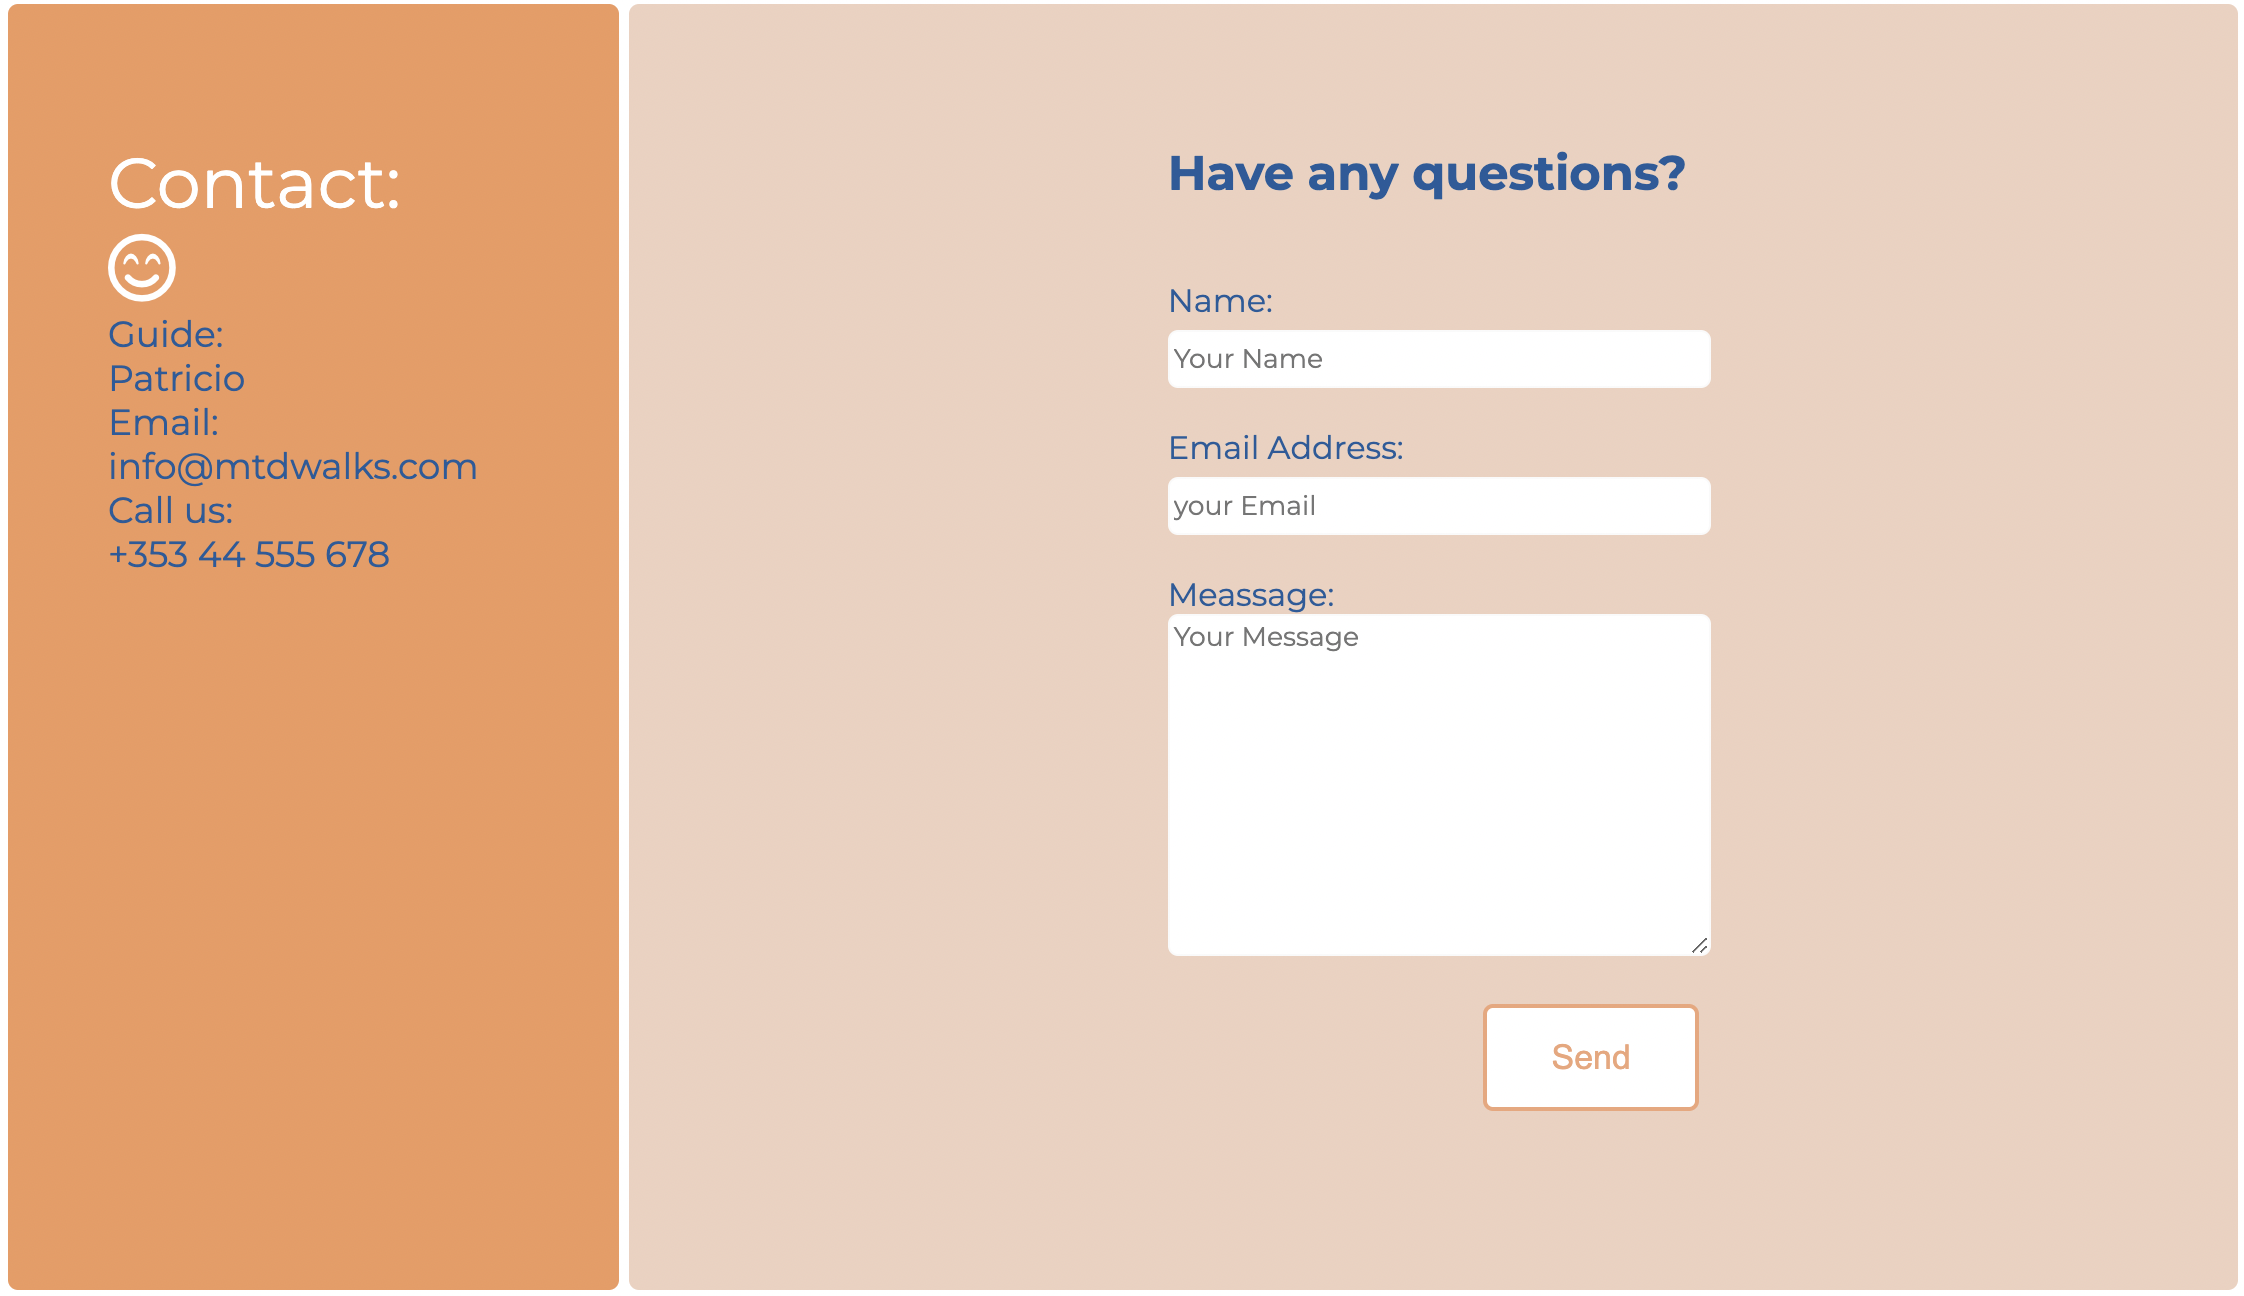 Contact:
Guide:
Patricio
Email:
info@mtdwalks.com
Call us:
+353 44 555 678
Have any questions?
Name:
Your Name
Email Address:
your Email
Meassage:
Your Message
Send